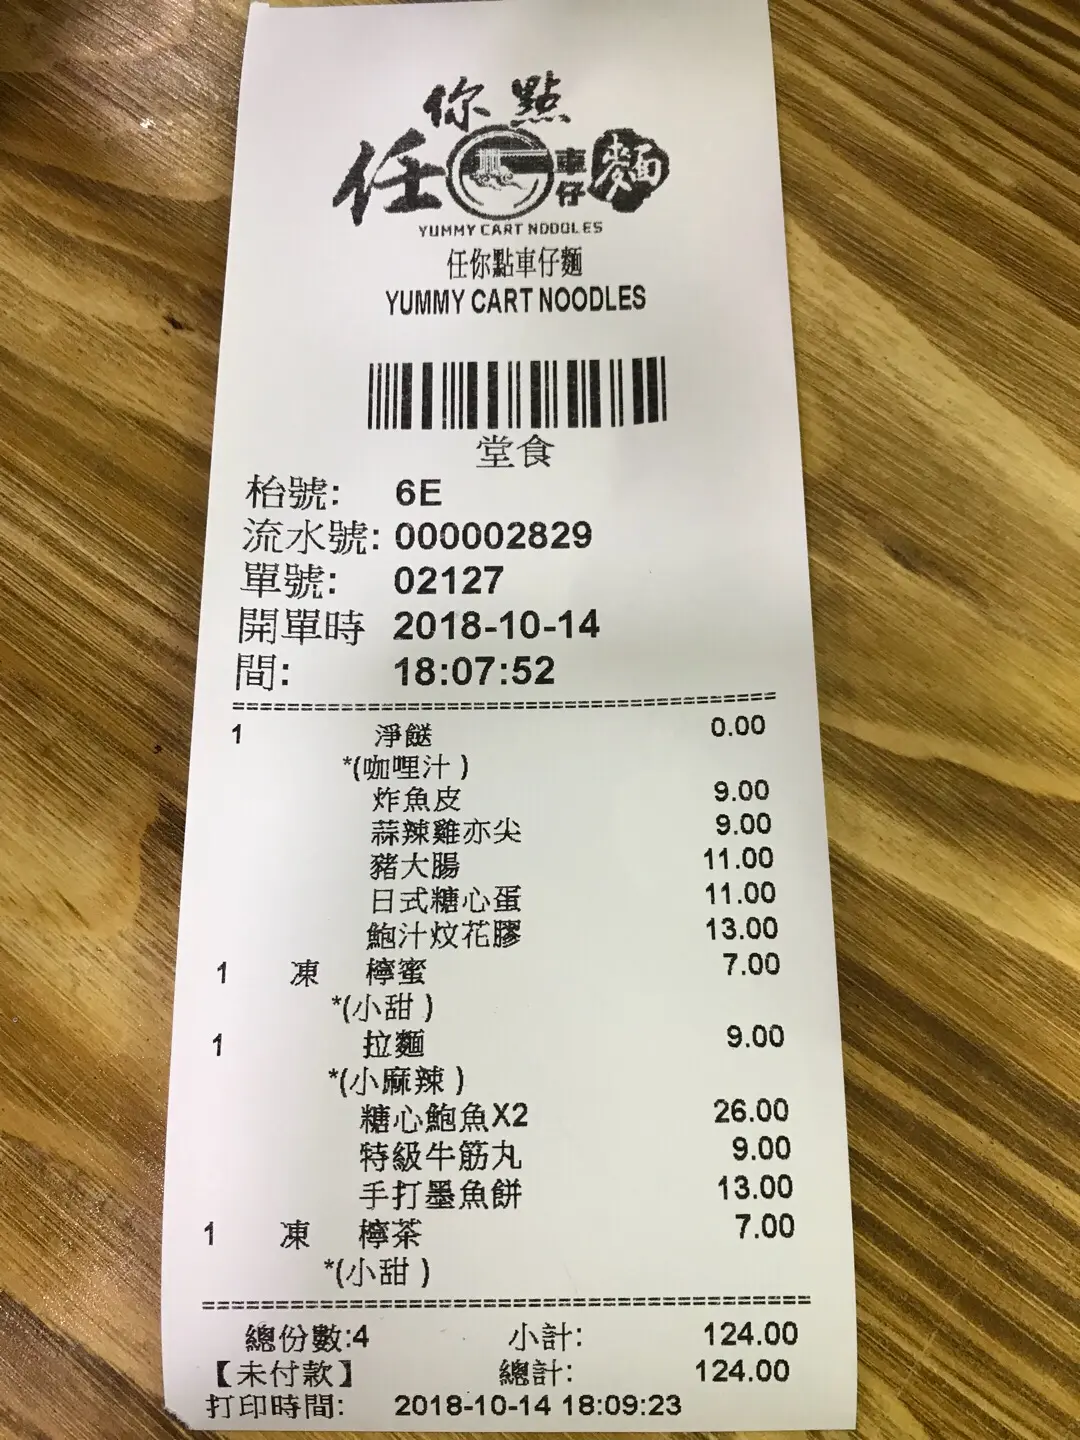 任你點車仔麵
YUMMY CART NOODLES
任你點車仔麵
YUMMY CART NOODLES
堂食
枱號: 6E
流水號: 000002829
單號: 02127
開單時 2018-10-14
間: 18:07:52
1 淨餸 0.00
*(咖哩汁)
炸魚皮 9.00
蒜辣雞亦尖 9.00
豬大腸 11.00
日式糖心蛋 11.00
鮑汁炆花膠 13.00
1 凍 檸蜜 7.00
*(小甜)
1 拉麵 9.00
*(小麻辣)
糖心鮑魚X2 26.00
特級牛筋丸 9.00
手打墨魚餅 13.00
1 凍 檸茶 7.00
*(小甜)
總份數:4 小計: 124.00
【未付款】 總計: 124.00
打印時間: 2018-10-14 18:09:23